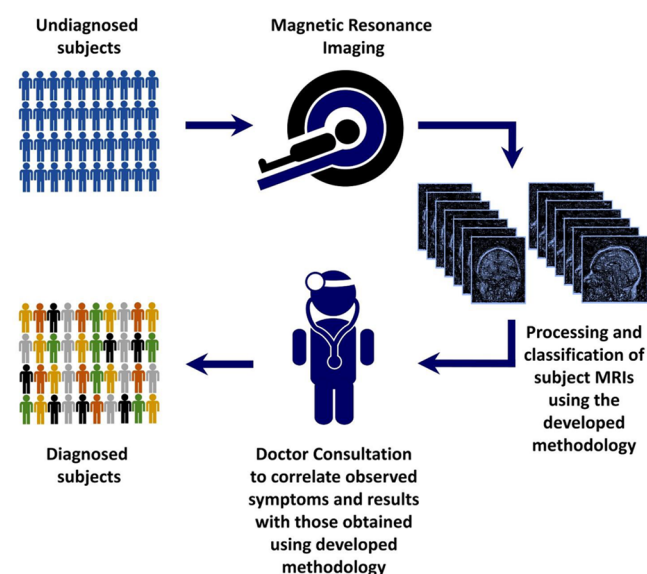 Undiagnosed
subjects
Magnetic Resonance
Imaging
Processing and
classification of
subject MRIs
using the
developed
methodology
Doctor Consultation
to correlate observed
symptoms and results
with those obtained
using developed
methodology
Diagnosed
subjects